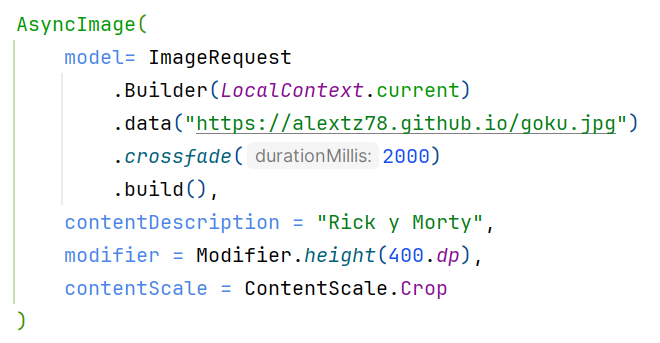 AsyncImage(
model= ImageRequest
.Builder(LocalContext.current)
.data("https://alextz78.github.io/goku.jpg")
.crossfade( durationMillis: 2000)
.build(),
contentDescription = "Rick y Morty",
modifier = Modifier.height(400.dp),
contentScale = ContentScale.Crop
)